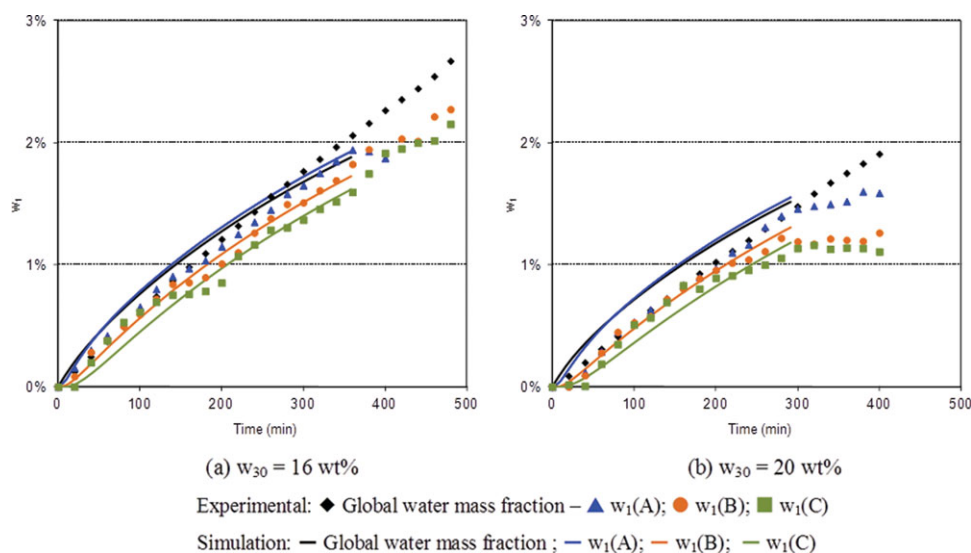 3%
2%
1%
0%
w₁
0 100 200 300 400 500
Time (min)
(a) w₃₀ = 16 wt%
3%
2%
1%
0%
w₁
0 100 200 300 400 500
Time (min)
(b) w₃₀ = 20 wt%
Experimental: ◆ Global water mass fraction – ▲ w₁(A); ● w₁(B); ■ w₁(C)
Simulation: — Global water mass fraction ; — w₁(A); — w₁(B); — w₁(C)